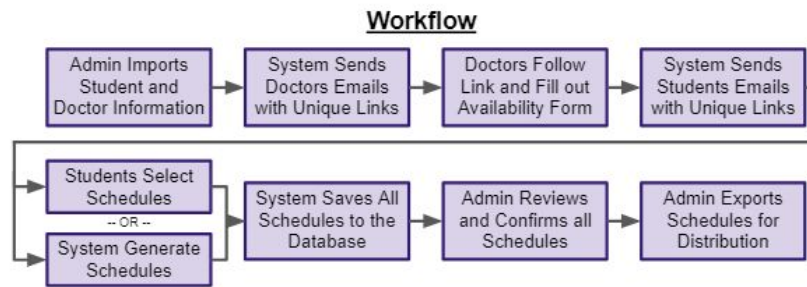 Workflow
Admin Imports
Student and
Doctor Information
System Sends
Doctors Emails
with Unique Links
Doctors Follow
Link and Fill out
Availability Form
System Sends
Students Emails
with Unique Links
Students Select
Schedules
-- OR --
System Generate
Schedules
System Saves All
Schedules to the
Database
Admin Reviews
and Confirms all
Schedules
Admin Exports
Schedules for
Distribution